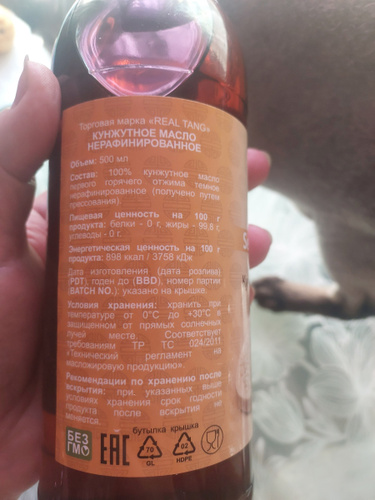 Торговая марка «REAL TANG»
КУНЖУТНОЕ МАСЛО
НЕРАФИНИРОВАННОЕ
Объем: 500 мл
Состав: 100% кунжутное масло
первого горячего отжима темное
нерафинированное (получено путем
прессования).
Пищевая ценность на 100 г
продукта: белки - 0 г, жиры - 99,8 г,
углеводы - 0 г.
Энергетическая ценность на 100 г
продукта: 898 ккал / 3758 кДж
Дата изготовления (дата розлива)
(PDT), годен до (BBD), номер партии
(BATCH NO.): указано на крышке.
Условия хранения: хранить при
температуре от 0°С до +30°С в
защищенном от прямых солнечных
лучей месте. Соответствует
требованиям ТР ТС 024/2011
«Технический регламент на
масложировую продукцию».
Рекомендации по хранению после
вскрытия: при указанных выше
условиях хранения срок годности
продукта после вскрытия не
меняется.
бутылка крышка
БЕЗ
ГМО
EAC
70
GL
02
HDPE